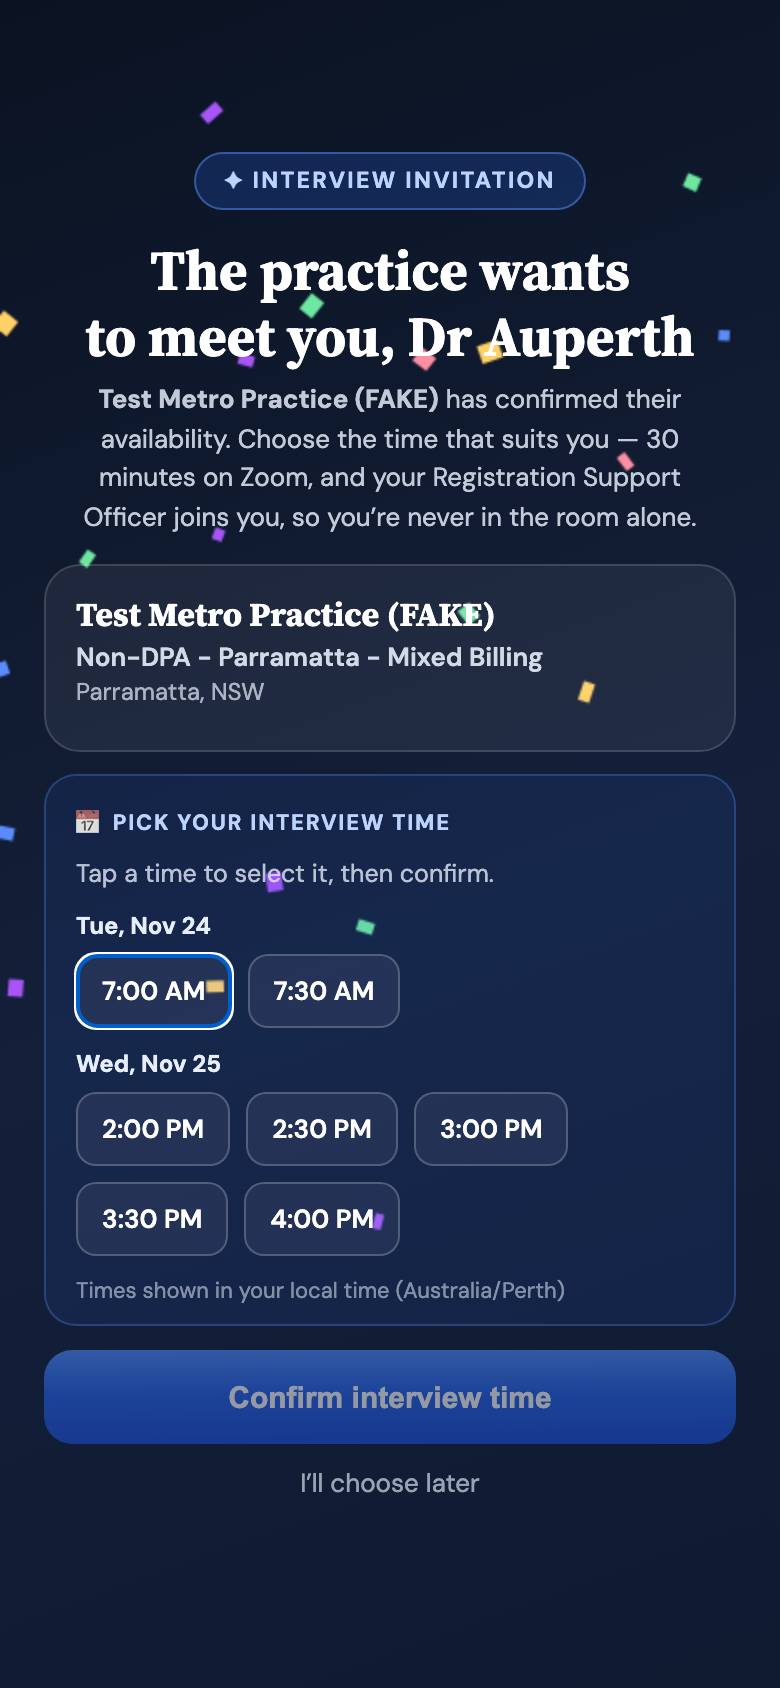 ✦ INTERVIEW INVITATION
The practice wants
to meet you, Dr Auperth
Test Metro Practice (FAKE) has confirmed their
availability. Choose the time that suits you — 30
minutes on Zoom, and your Registration Support
Officer joins you, so you’re never in the room alone.
Test Metro Practice (FAKE)
Non-DPA - Parramatta - Mixed Billing
Parramatta, NSW
📅 PICK YOUR INTERVIEW TIME
Tap a time to select it, then confirm.
Tue, Nov 24
7:00 AM 7:30 AM
Wed, Nov 25
2:00 PM 2:30 PM 3:00 PM
3:30 PM 4:00 PM
Times shown in your local time (Australia/Perth)
Confirm interview time
I’ll choose later